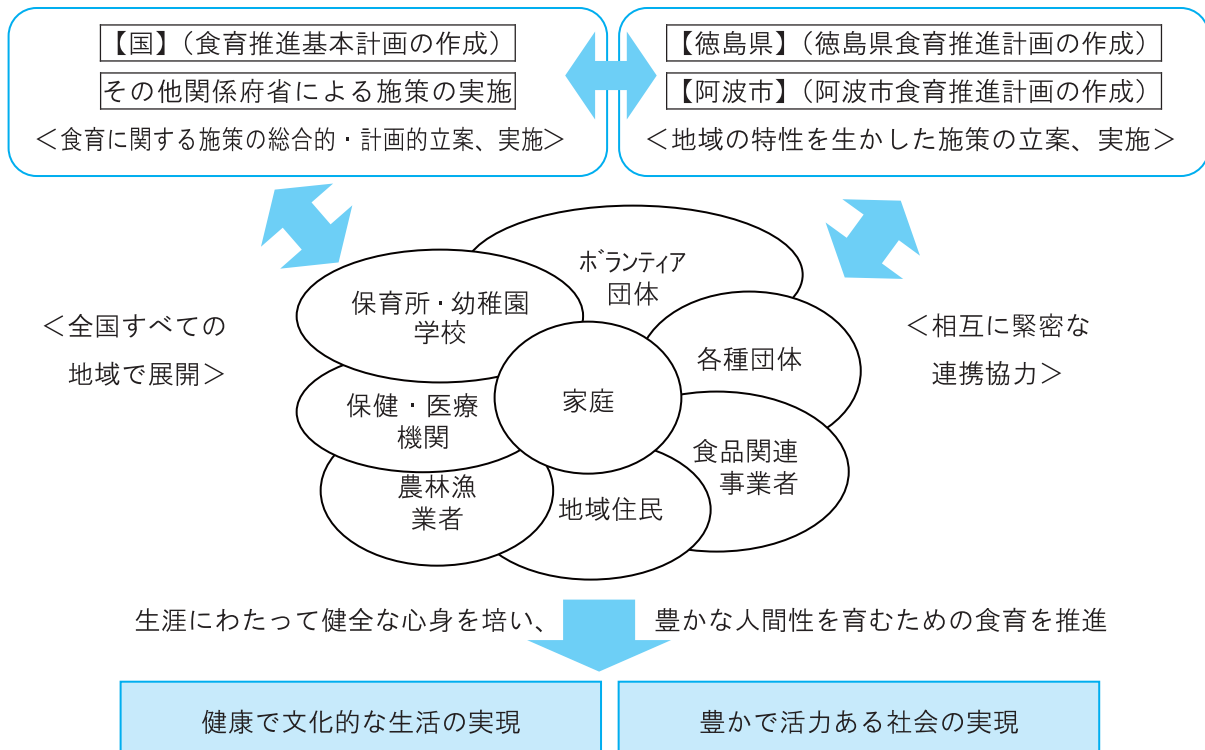 【国】(食育推進基本計画の作成)
その他関係府省による施策の実施
＜食育に関する施策の総合的・計画的立案、実施＞
【徳島県】(徳島県食育推進計画の作成)
【阿波市】(阿波市食育推進計画の作成)
＜地域の特性を生かした施策の立案、実施＞
＜全国すべての
地域で展開＞
ボランティア
団体
保育所・幼稚園
学校
各種団体
家庭
保健・医療
機関
食品関連
事業者
農林漁
業者
地域住民
＜相互に緊密な
連携協力＞
生涯にわたって健全な心身を培い、
豊かな人間性を育むための食育を推進
健康で文化的な生活の実現
豊かで活力ある社会の実現